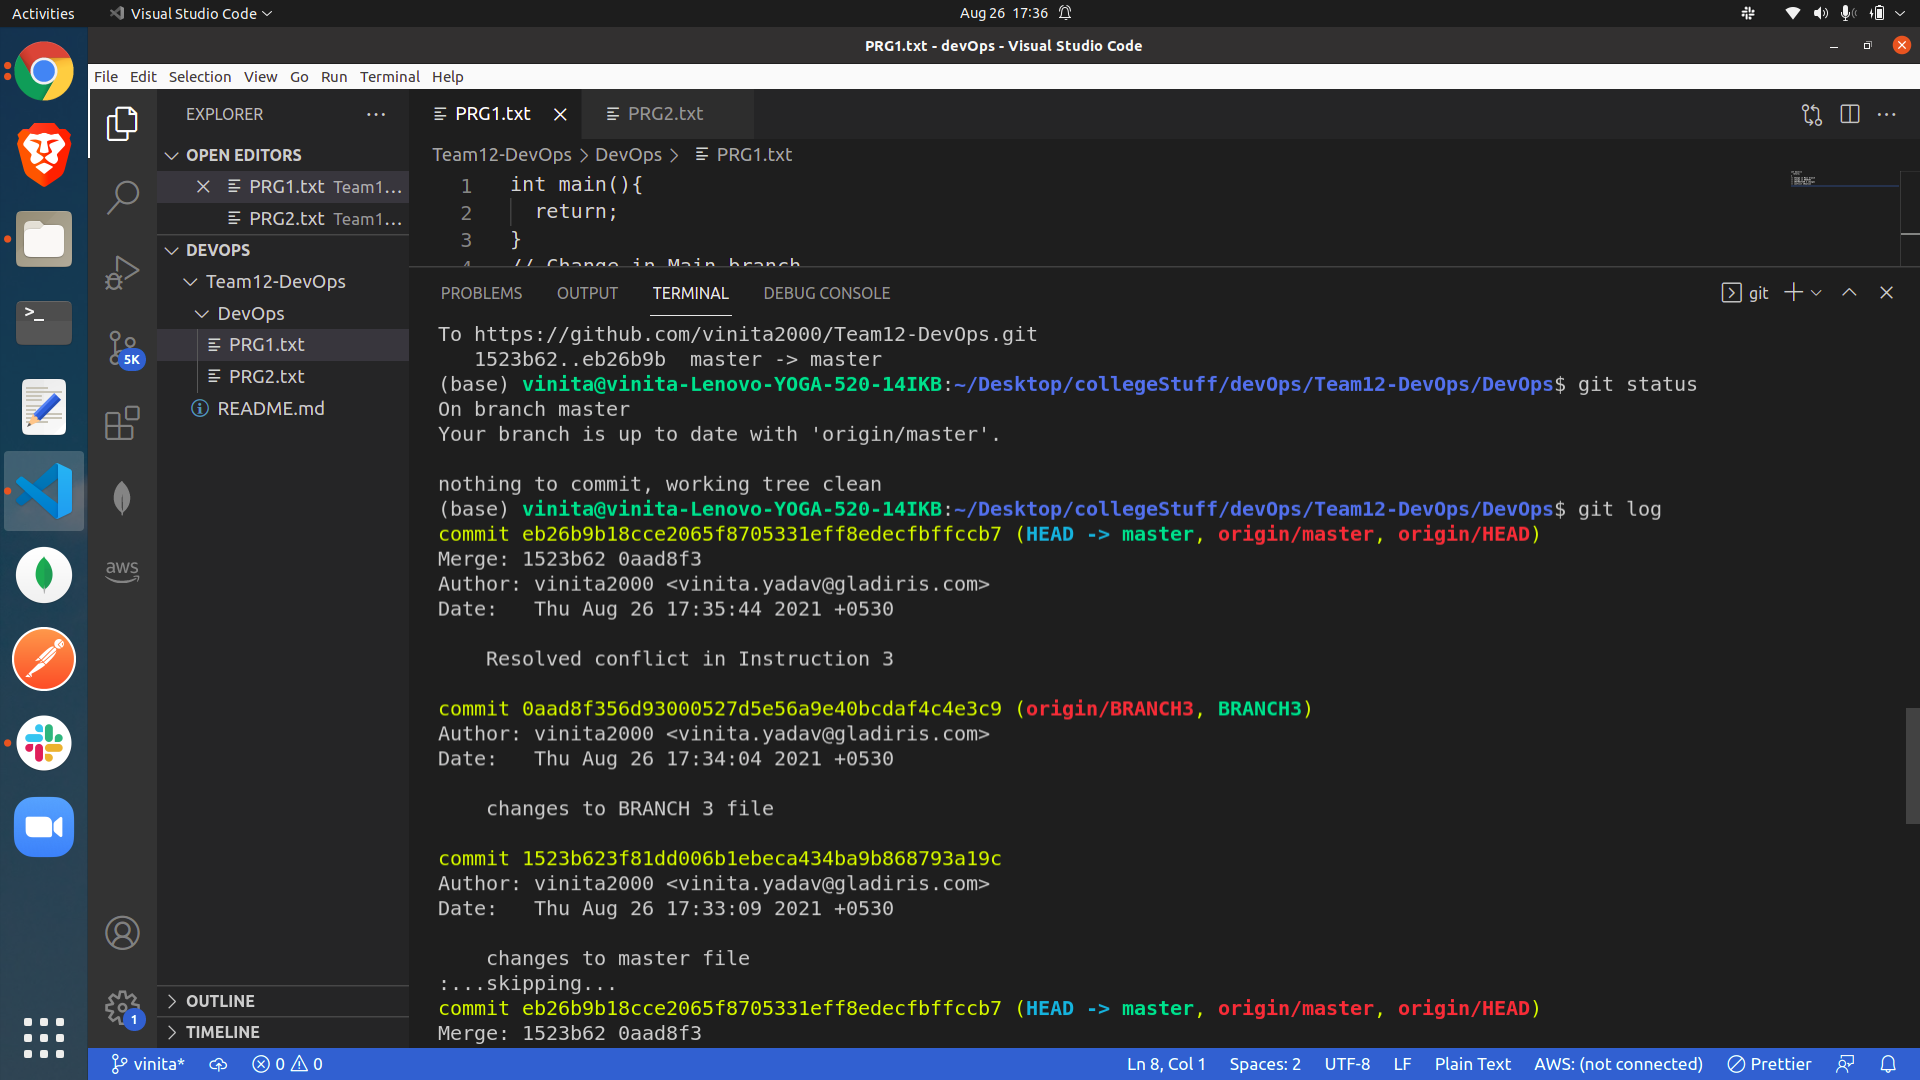 Activities
Visual Studio Code
Aug 26 17:36
PRG1.txt - devOps - Visual Studio Code
File Edit Selection View Go Run Terminal Help
EXPLORER
OPEN EDITORS
PRG1.txt Team1...
PRG2.txt Team1...
DEVOPS
Team12-DevOps
DevOps
PRG1.txt
PRG2.txt
README.md
OUTLINE
TIMELINE
5K
aws
1
>_
PRG1.txt
PRG2.txt
Team12-DevOps > DevOps > PRG1.txt
1 int main(){
2 return;
3 }
4 // Change in Main branch
PROBLEMS OUTPUT TERMINAL DEBUG CONSOLE
git
To https://github.com/vinita2000/Team12-DevOps.git
1523b62..eb26b9b master -> master
(base) vinita@vinita-Lenovo-YOGA-520-14IKB:~/Desktop/collegeStuff/devOps/Team12-DevOps/DevOps$ git status
On branch master
Your branch is up to date with 'origin/master'.
nothing to commit, working tree clean
(base) vinita@vinita-Lenovo-YOGA-520-14IKB:~/Desktop/collegeStuff/devOps/Team12-DevOps/DevOps$ git log
commit eb26b9b18cce2065f8705331eff8edecfbffccb7 (HEAD -> master, origin/master, origin/HEAD)
Merge: 1523b62 0aad8f3
Author: vinita2000 <vinita.yadav@gladiris.com>
Date: Thu Aug 26 17:35:44 2021 +0530
Resolved conflict in Instruction 3
commit 0aad8f356d93000527d5e56a9e40bcdaf4c4e3c9 (origin/BRANCH3, BRANCH3)
Author: vinita2000 <vinita.yadav@gladiris.com>
Date: Thu Aug 26 17:34:04 2021 +0530
changes to BRANCH 3 file
commit 1523b623f81dd006b1ebeca434ba9b868793a19c
Author: vinita2000 <vinita.yadav@gladiris.com>
Date: Thu Aug 26 17:33:09 2021 +0530
changes to master file
:...skipping...
commit eb26b9b18cce2065f8705331eff8edecfbffccb7 (HEAD -> master, origin/master, origin/HEAD)
Merge: 1523b62 0aad8f3
vinita* 0 0 Ln 8, Col 1 Spaces: 2 UTF-8 LF Plain Text AWS: (not connected) Prettier